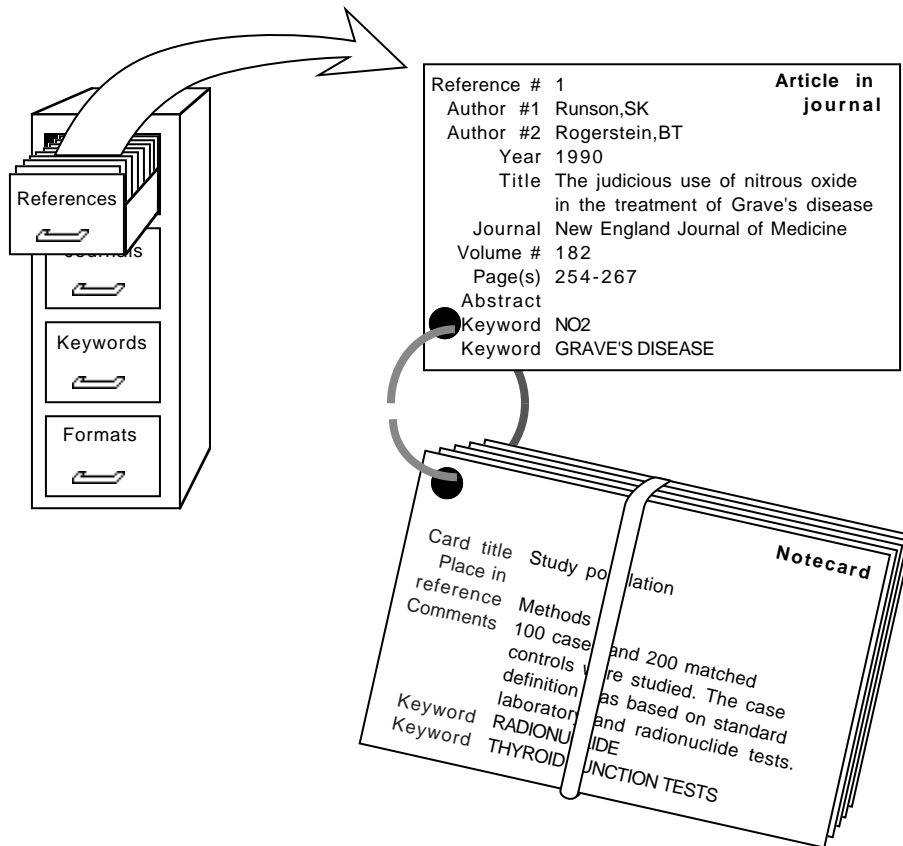 References
Journals
Keywords
Formats
Article in
journal
Reference # 1
Author #1 Runson,SK
Author #2 Rogerstein,BT
Year 1990
Title The judicious use of nitrous oxide
in the treatment of Grave's disease
Journal New England Journal of Medicine
Volume # 182
Page(s) 254-267
Abstract
Keyword NO2
Keyword GRAVE'S DISEASE
Notecard
Card title Study population
Place in
reference Methods
Comments 100 cases and 200 matched
controls were studied. The case
definition was based on standard
laboratory and radionuclide tests.
Keyword RADIONUCLIDE
Keyword THYROID FUNCTION TESTS